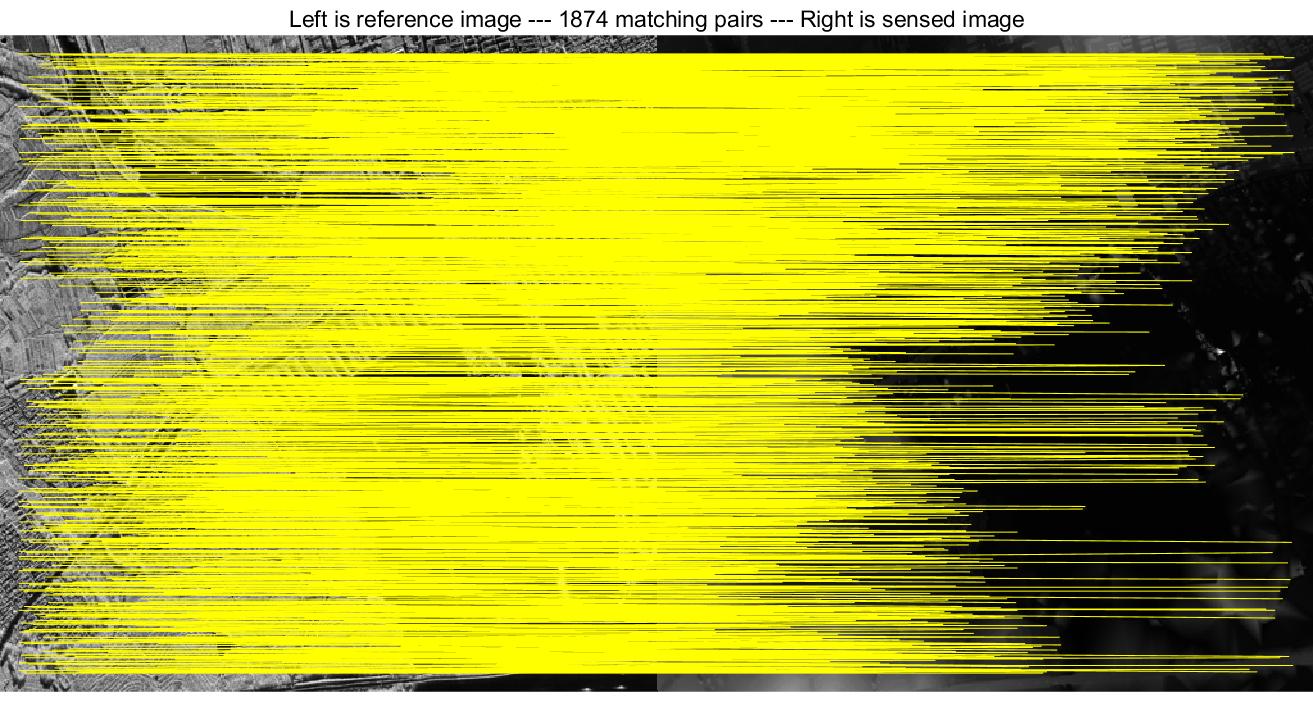 Left is reference image --- 1874 matching pairs --- Right is sensed image